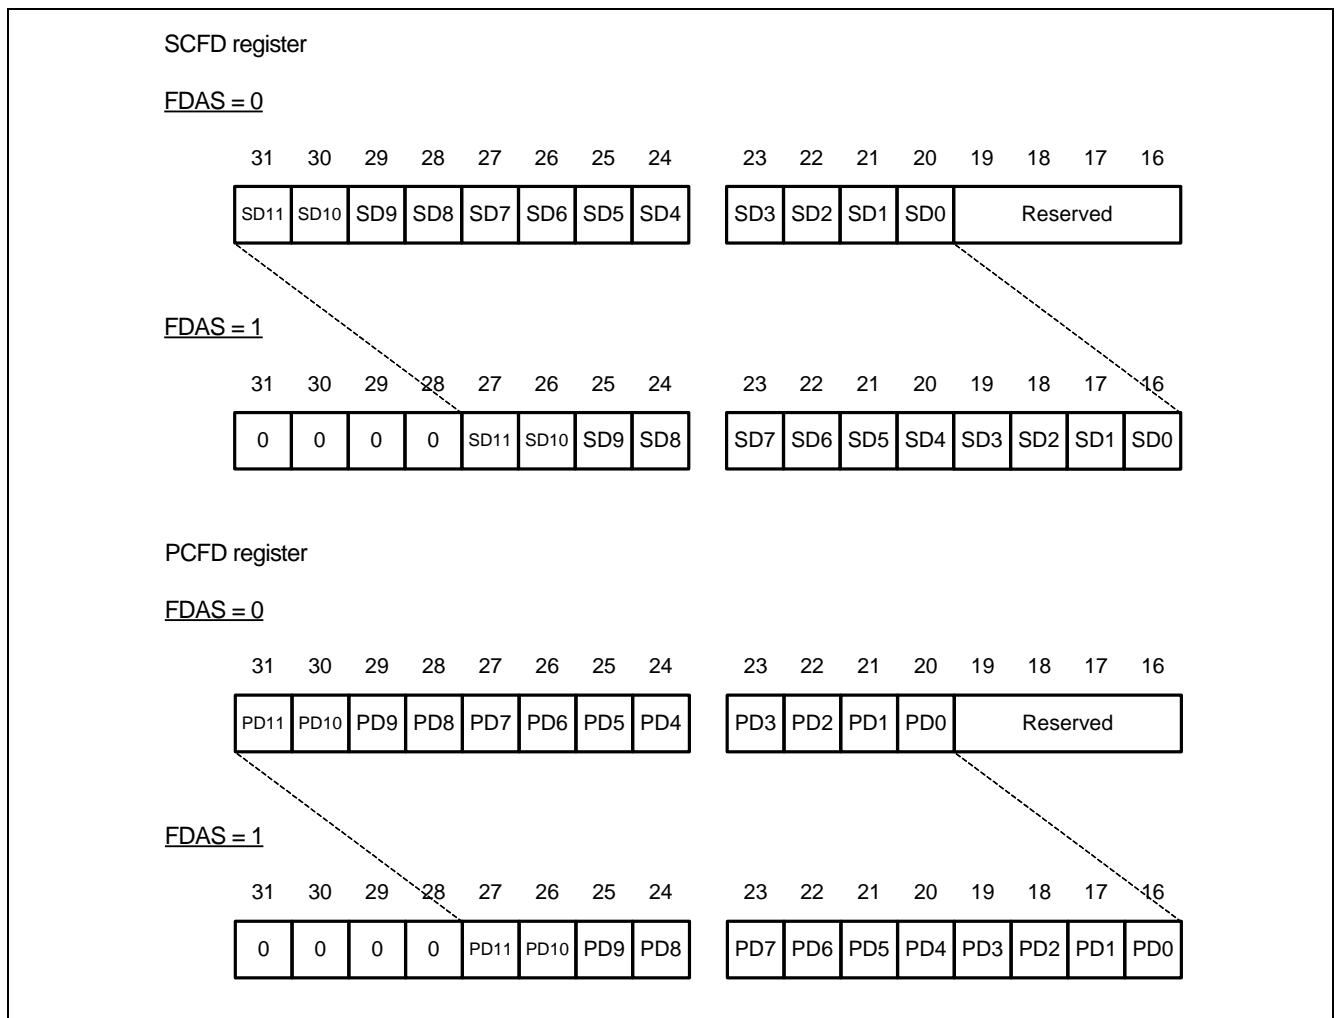 SCFD register
FDAS = 0
31 30 29 28 27 26 25 24 23 22 21 20 19 18 17 16
SD11 SD10 SD9 SD8 SD7 SD6 SD5 SD4 SD3 SD2 SD1 SD0 Reserved
FDAS = 1
31 30 29 28 27 26 25 24 23 22 21 20 19 18 17 16
0 0 0 0 SD11 SD10 SD9 SD8 SD7 SD6 SD5 SD4 SD3 SD2 SD1 SD0
PCFD register
FDAS = 0
31 30 29 28 27 26 25 24 23 22 21 20 19 18 17 16
PD11 PD10 PD9 PD8 PD7 PD6 PD5 PD4 PD3 PD2 PD1 PD0 Reserved
FDAS = 1
31 30 29 28 27 26 25 24 23 22 21 20 19 18 17 16
0 0 0 0 PD11 PD10 PD9 PD8 PD7 PD6 PD5 PD4 PD3 PD2 PD1 PD0